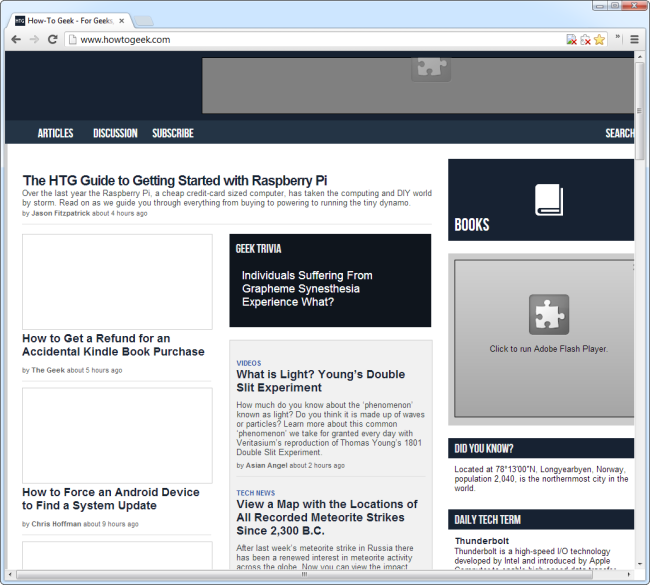 HTG How-To Geek - For Geeks,
www.howtogeek.com
ARTICLES DISCUSSION SUBSCRIBE SEARCH
The HTG Guide to Getting Started with Raspberry Pi
Over the last year the Raspberry Pi, a cheap credit-card sized computer, has taken the computing and DIY world
by storm. Read on as we guide you through everything from buying to powering to running the tiny dynamo.
by Jason Fitzpatrick about 4 hours ago
How to Get a Refund for an
Accidental Kindle Book Purchase
by The Geek about 5 hours ago
How to Force an Android Device
to Find a System Update
by Chris Hoffman about 9 hours ago
GEEK TRIVIA
Individuals Suffering From
Grapheme Synesthesia
Experience What?
VIDEOS
What is Light? Young's Double
Slit Experiment
How much do you know about the 'phenomenon'
known as light? Do you think it is made up of waves
or particles? Learn more about this common
'phenomenon' we take for granted every day with
Veritasium's reproduction of Thomas Young's 1801
Double Slit Experiment.
by Asian Angel about 2 hours ago
TECH NEWS
View a Map with the Locations of
All Recorded Meteorite Strikes
Since 2,300 B.C.
After last week's meteorite strike in Russia there
has been a renewed interest in meteorite activity
across the globe. Now you can view the impact
BOOKS
Click to run Adobe Flash Player.
DID YOU KNOW?
Located at 78°13'00"N, Longyearbyen, Norway,
population 2,040, is the northernmost city in the
world.
DAILY TECH TERM
Thunderbolt
Thunderbolt is a high-speed I/O technology
developed by Intel and introduced by Apple
Computer to enable high speed data transfer